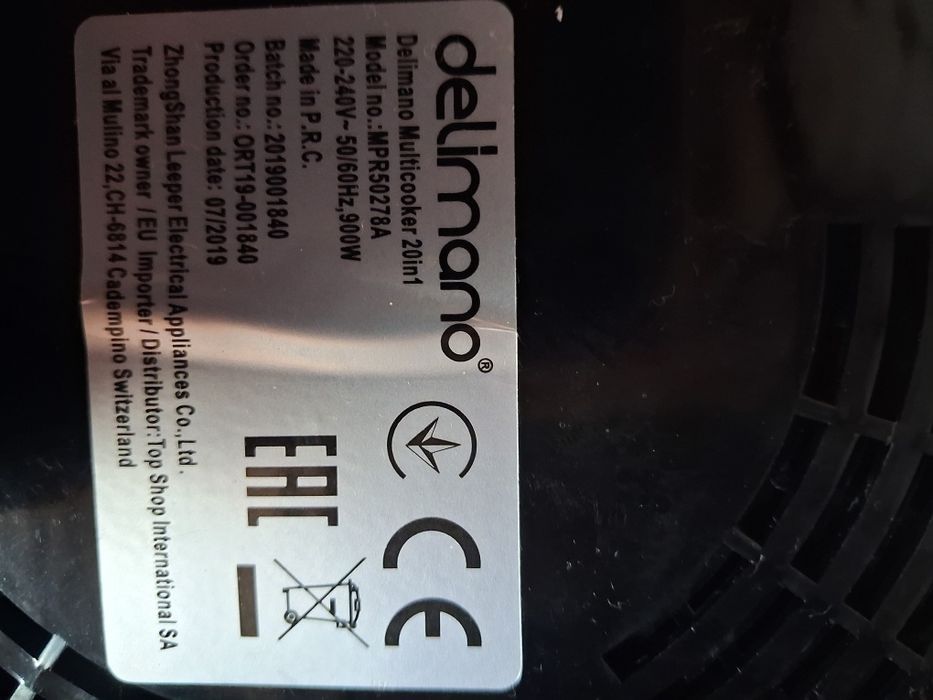 delimano®
Delimano Multicooker 20in1
Model no.:MPR50278A
220-240V~ 50/60Hz,900W
Made in P.R.C.
Batch no.: 2019001840
Order no.: ORT19-001840
Production date: 07/2019
ZhongShan Leeper Electrical Appliances Co.,Ltd.
Trademark owner / EU Importer / Distributor:Top Shop International SA
Via al Mulino 22,CH-6814 Cadempino Switzerland
CE
EAC